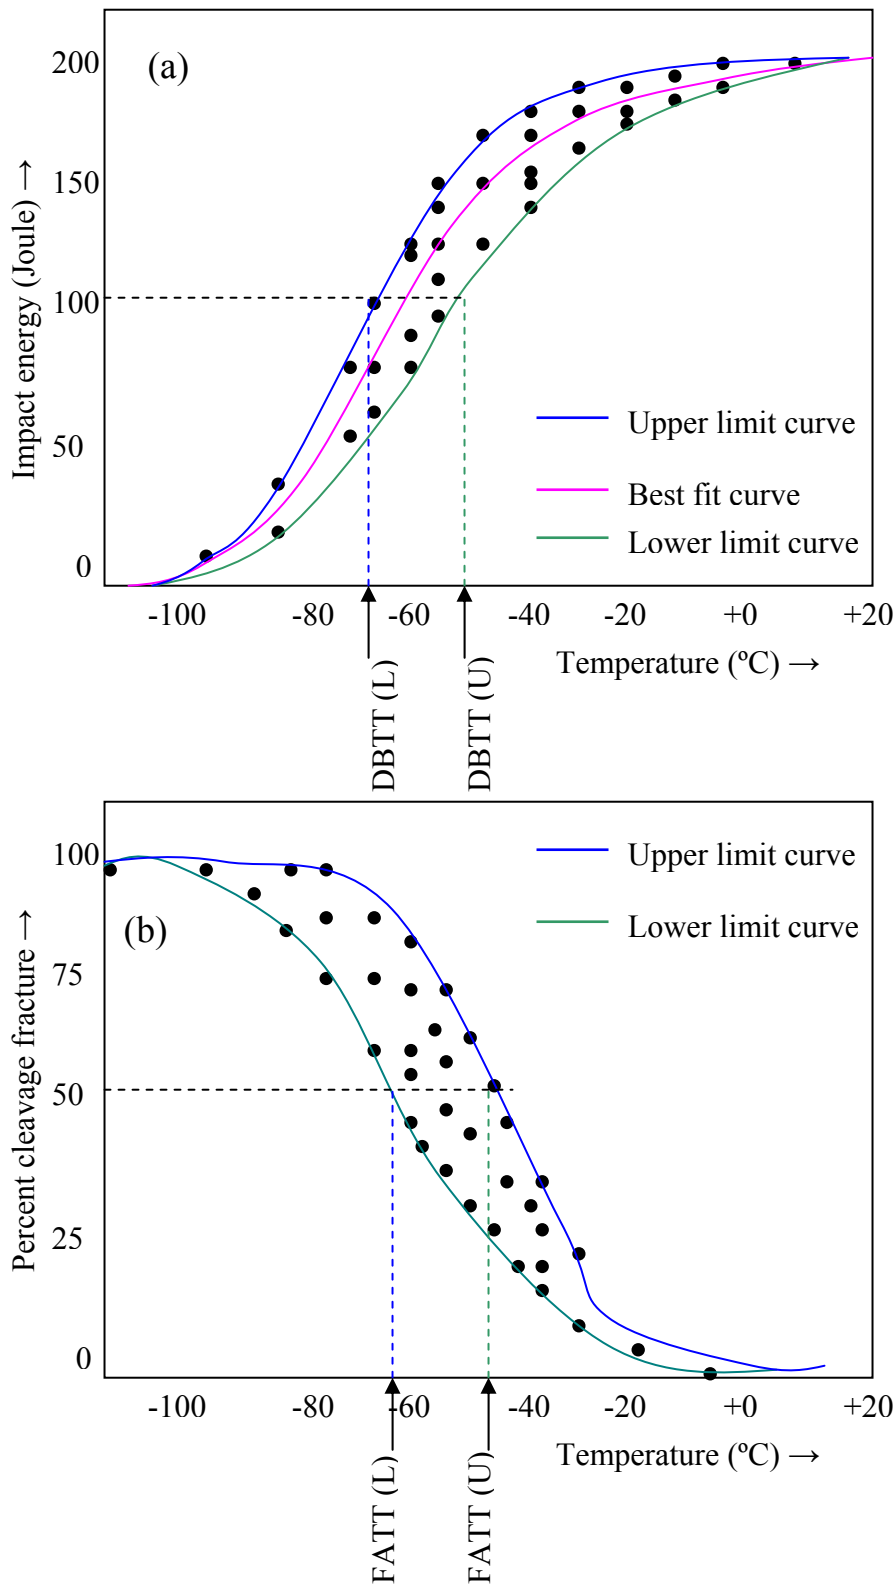 (a)
Impact energy (Joule) →
200
150
100
50
0
Upper limit curve
Best fit curve
Lower limit curve
-100 -80 -60 -40 -20 +0 +20
Temperature (ºC) →
DBTT (L)
DBTT (U)
(b)
Percent cleavage fracture →
100
75
50
25
0
Upper limit curve
Lower limit curve
-100 -80 -60 -40 -20 +0 +20
Temperature (ºC) →
FATT (L)
FATT (U)